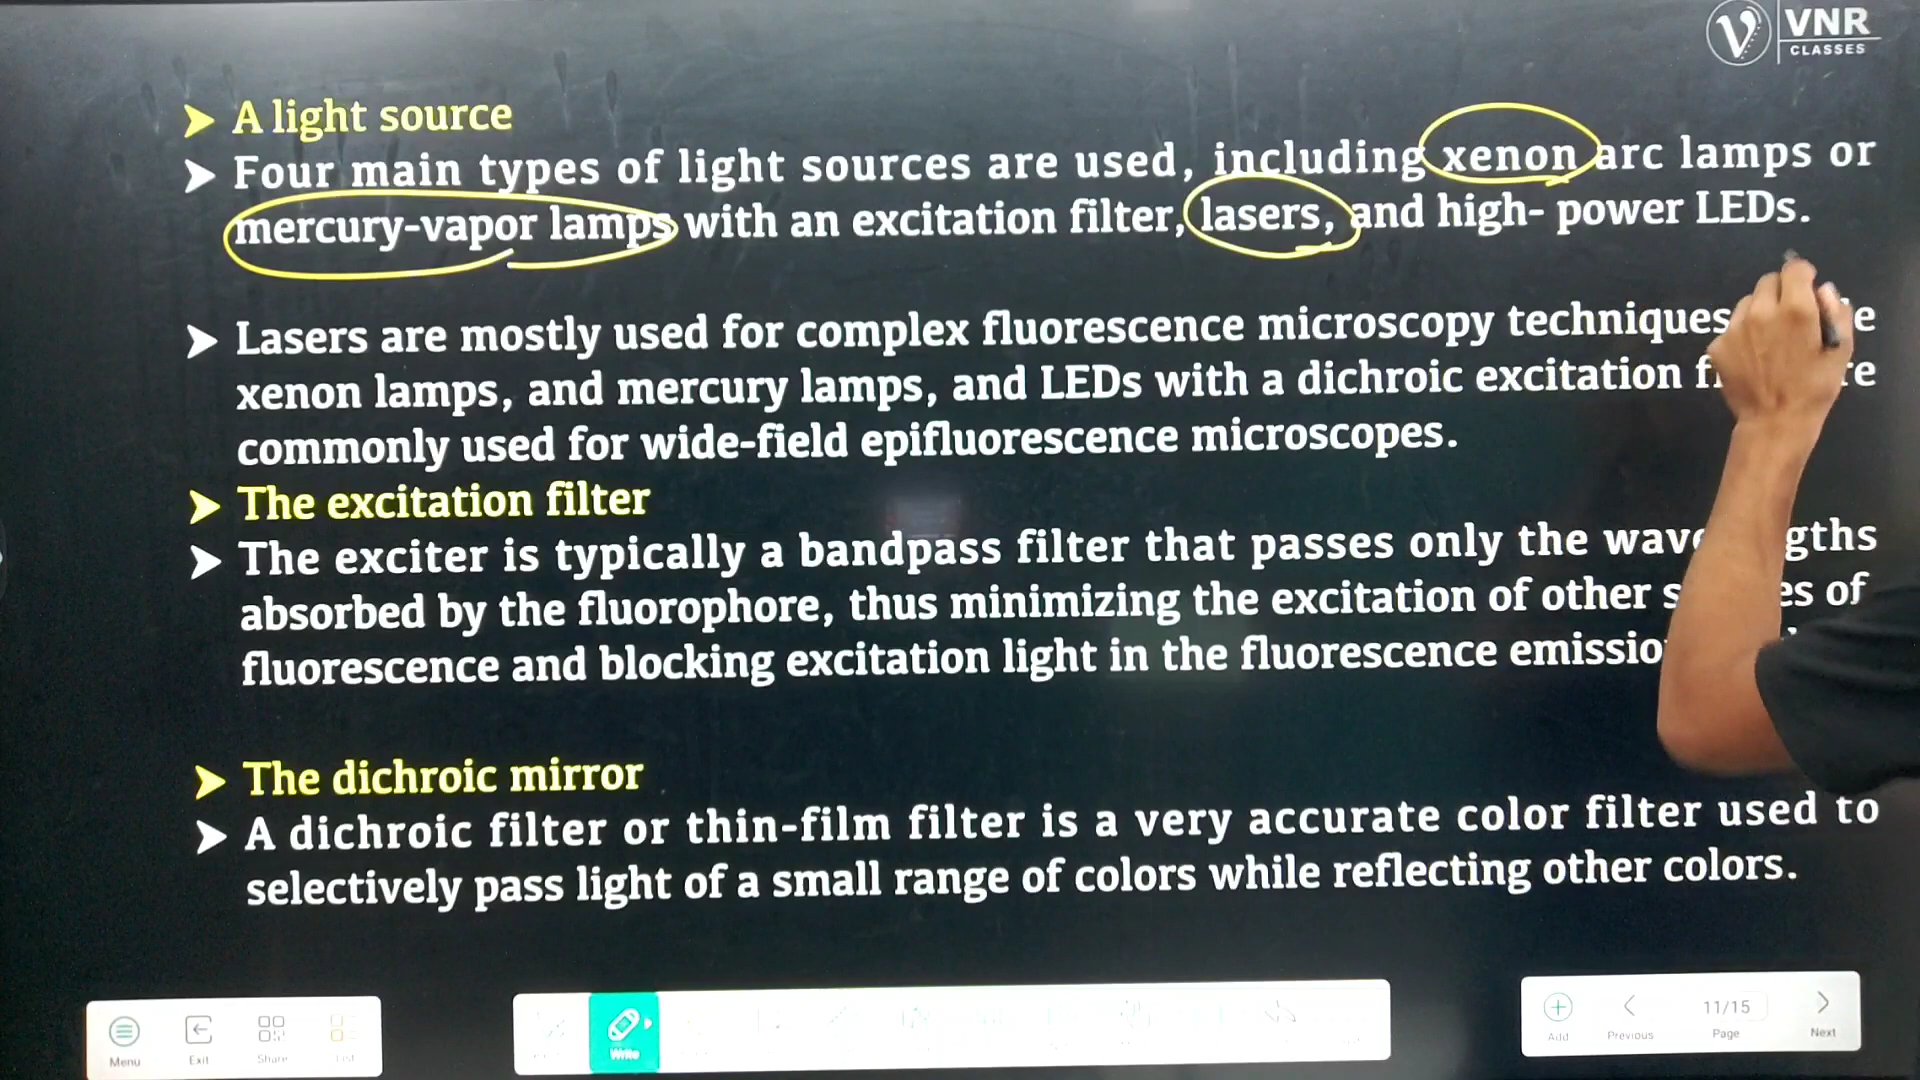 VNR
CLASSES
A light source
Four main types of light sources are used, including xenon arc lamps or
mercury-vapor lamps with an excitation filter, lasers, and high- power LEDs.
Lasers are mostly used for complex fluorescence microscopy techniques
xenon lamps, and mercury lamps, and LEDs with a dichroic excitation
commonly used for wide-field epifluorescence microscopes.
The excitation filter
The exciter is typically a bandpass filter that passes only the
absorbed by the fluorophore, thus minimizing the excitation of other of
fluorescence and blocking excitation light in the fluorescence
The dichroic mirror
A dichroic filter or thin-film filter is a very accurate color filter used to
selectively pass light of a small range of colors while reflecting other colors.
Menu Exit Share List Write Add Previous 11/15 Page Next